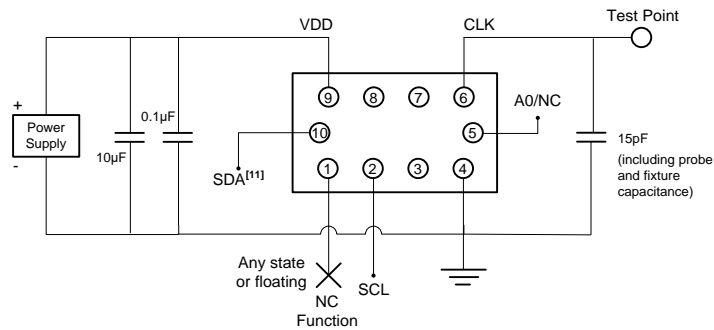 VDD
CLK
Test Point
+
Power
Supply
-
10µF
0.1µF
9
8
7
6
10
5
1
2
3
4
A0/NC
SDA[11]
15pF
(including probe
and fixture
capacitance)
Any state
or floating
NC
Function
SCL